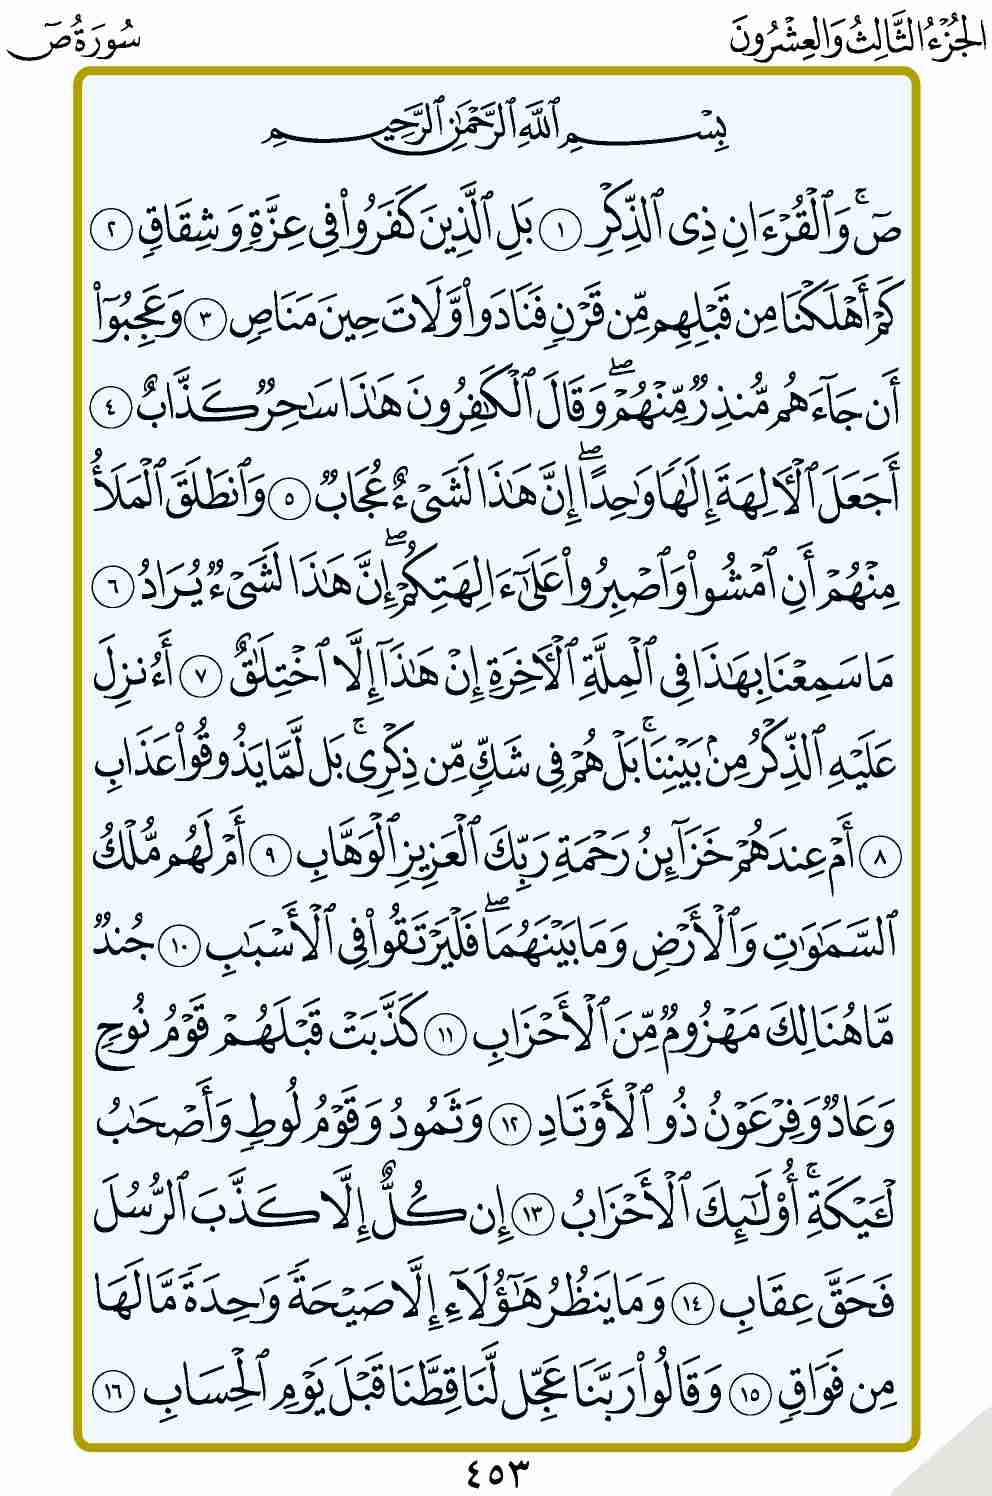 الجُزْءُ الثَّالِثُ وَالعِشْرُونَ
سُورَةُ صٓ
بِسْمِ ٱللَّهِ ٱلرَّحْمَٰنِ ٱلرَّحِيمِ
صٓۚ وَٱلْقُرْءَانِ ذِى ٱلذِّكْرِ ١ بَلِ ٱلَّذِينَ كَفَرُوا۟ فِى عِزَّةٍ وَشِقَاقٍ ٢
كَمْ أَهْلَكْنَا مِن قَبْلِهِم مِّن قَرْنٍ فَنَادَوا۟ وَّلَاتَ حِينَ مَنَاصٍ ٣ وَعَجِبُوٓا۟
أَن جَآءَهُم مُّنذِرٌ مِّنْهُمْۖ وَقَالَ ٱلْكَٰفِرُونَ هَٰذَا سَٰحِرٌ كَذَّابٌ ٤
أَجَعَلَ ٱلْءَالِهَةَ إِلَٰهًا وَٰحِدًاۖ إِنَّ هَٰذَا لَشَىْءٌ عُجَابٌ ٥ وَٱنطَلَقَ ٱلْمَلَأُ
مِنْهُمْ أَنِ ٱمْشُوا۟ وَٱصْبِرُوا۟ عَلَىٰٓ ءَالِهَتِكُمْۖ إِنَّ هَٰذَا لَشَىْءٌ يُرَادُ ٦
مَا سَمِعْنَا بِهَٰذَا فِى ٱلْمِلَّةِ ٱلْءَاخِرَةِ إِنْ هَٰذَآ إِلَّا ٱخْتِلَٰقٌ ٧ أَءُنزِلَ
عَلَيْهِ ٱلذِّكْرُ مِنۢ بَيْنِنَاۚ بَلْ هُمْ فِى شَكٍّ مِّن ذِكْرِىۚ بَل لَّمَّا يَذُوقُوا۟ عَذَابِ
٨ أَمْ عِندَهُمْ خَزَآئِنُ رَحْمَةِ رَبِّكَ ٱلْعَزِيزِ ٱلْوَهَّابِ ٩ أَمْ لَهُم مُّلْكُ
ٱلسَّمَٰوَٰتِ وَٱلْأَرْضِ وَمَا بَيْنَهُمَاۖ فَلْيَرْتَقُوا۟ فِى ٱلْأَسْبَٰبِ ١٠ جُندٌ
مَّا هُنَالِكَ مَهْزُومٌ مِّنَ ٱلْأَحْزَابِ ١١ كَذَّبَتْ قَبْلَهُمْ قَوْمُ نُوحٍ
وَعَادٌ وَفِرْعَوْنُ ذُو ٱلْأَوْتَادِ ١٢ وَثَمُودُ وَقَوْمُ لُوطٍ وَأَصْحَٰبُ
لْـَٔيْكَةِۚ أُو۟لَٰٓئِكَ ٱلْأَحْزَابُ ١٣ إِن كُلٌّ إِلَّا كَذَّبَ ٱلرُّسُلَ
فَحَقَّ عِقَابِ ١٤ وَمَا يَنظُرُ هَٰٓؤُلَآءِ إِلَّا صَيْحَةً وَٰحِدَةً مَّا لَهَا
مِن فَوَاقٍ ١٥ وَقَالُوا۟ رَبَّنَا عَجِّل لَّنَا قِطَّنَا قَبْلَ يَوْمِ ٱلْحِسَابِ ١٦
٤٥٣